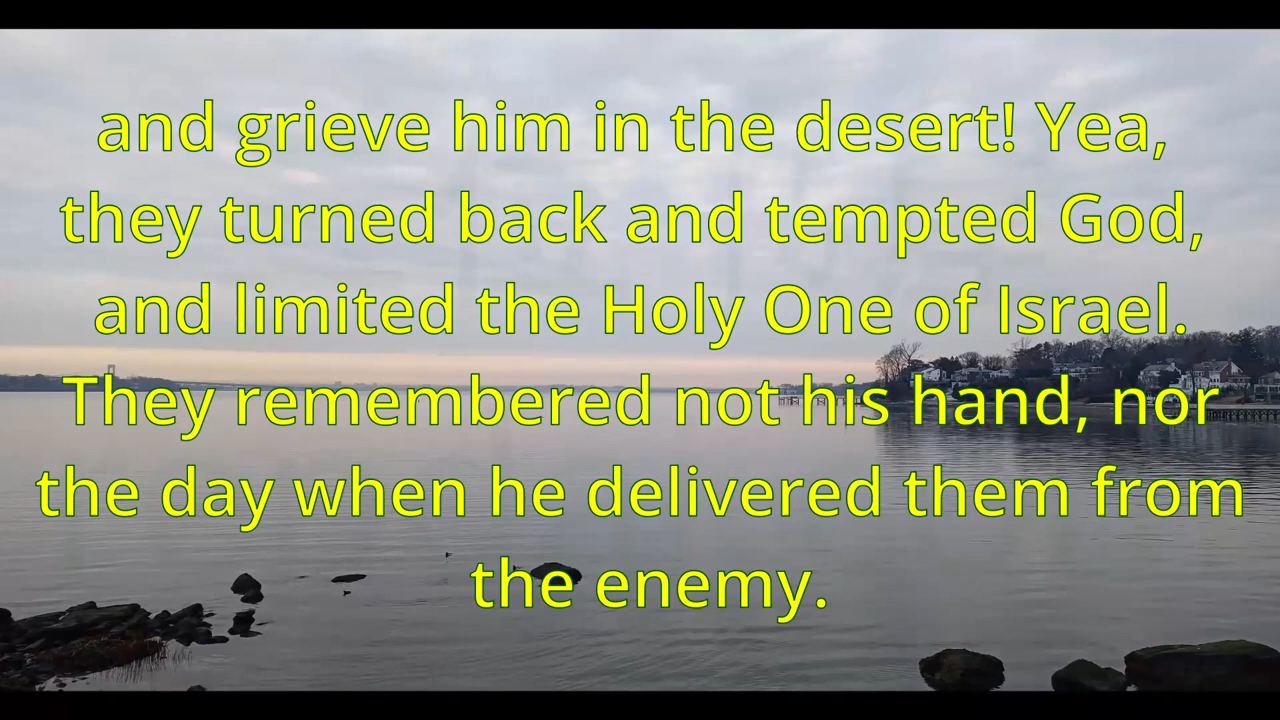 and grieve him in the desert! Yea,
they turned back and tempted God,
and limited the Holy One of Israel.
They remembered not his hand, nor
the day when he delivered them from
the enemy.